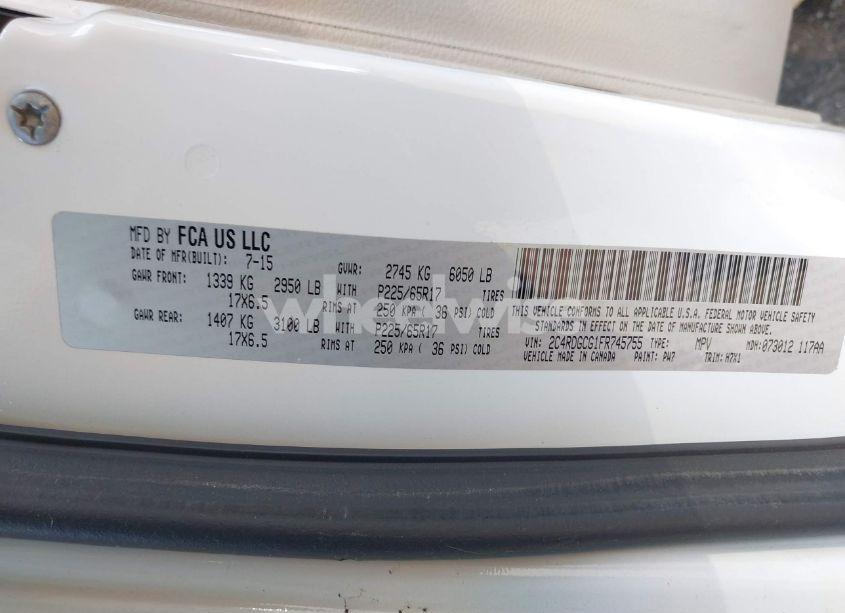 MFD BY FCA US LLC
DATE OF MFR(BUILT): 7-15 GVWR: 2745 KG 6050 LB
GAWR FRONT: 1339 KG 2950 LB WITH P225/65R17 TIRES
17X6.5 RIMS AT 250 KPA ( 36 PSI) COLD
GAWR REAR: 1407 KG 3100 LB WITH P225/65R17 TIRES
17X6.5 RIMS AT 250 KPA ( 36 PSI) COLD
THIS VEHICLE CONFORMS TO ALL APPLICABLE U.S.A. FEDERAL MOTOR VEHICLE SAFETY
STANDARDS IN EFFECT ON THE DATE OF MANUFACTURE SHOWN ABOVE.
VIN: 2C4RDGCG1FR745755 TYPE: MPV MDH:073012 117AA
VEHICLE MADE IN CANADA PAINT: PW7 TRIM: H7X1
wheelwise